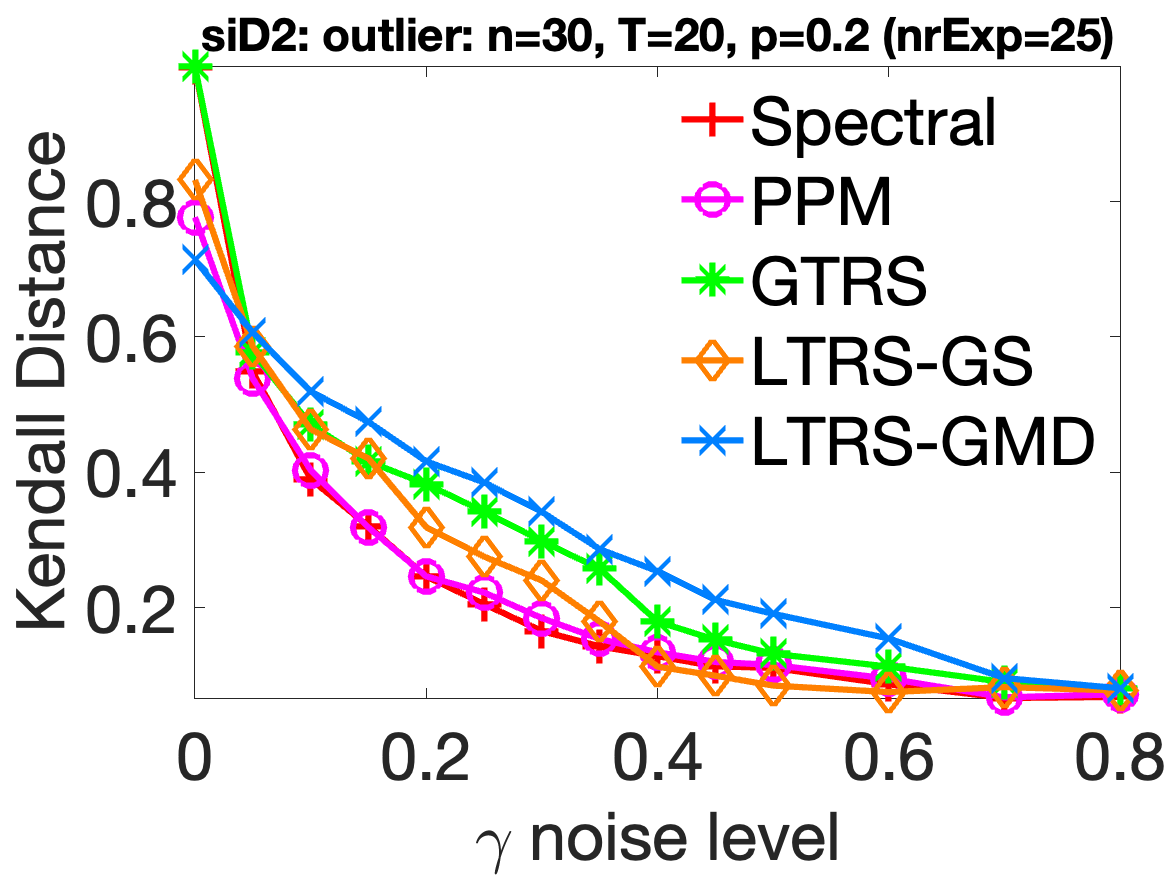 siD2: outlier: n=30, T=20, p=0.2 (nrExp=25)
Spectral
PPM
GTRS
LTRS-GS
LTRS-GMD
Kendall Distance
0.8
0.6
0.4
0.2
0 0.2 0.4 0.6 0.8
γ noise level